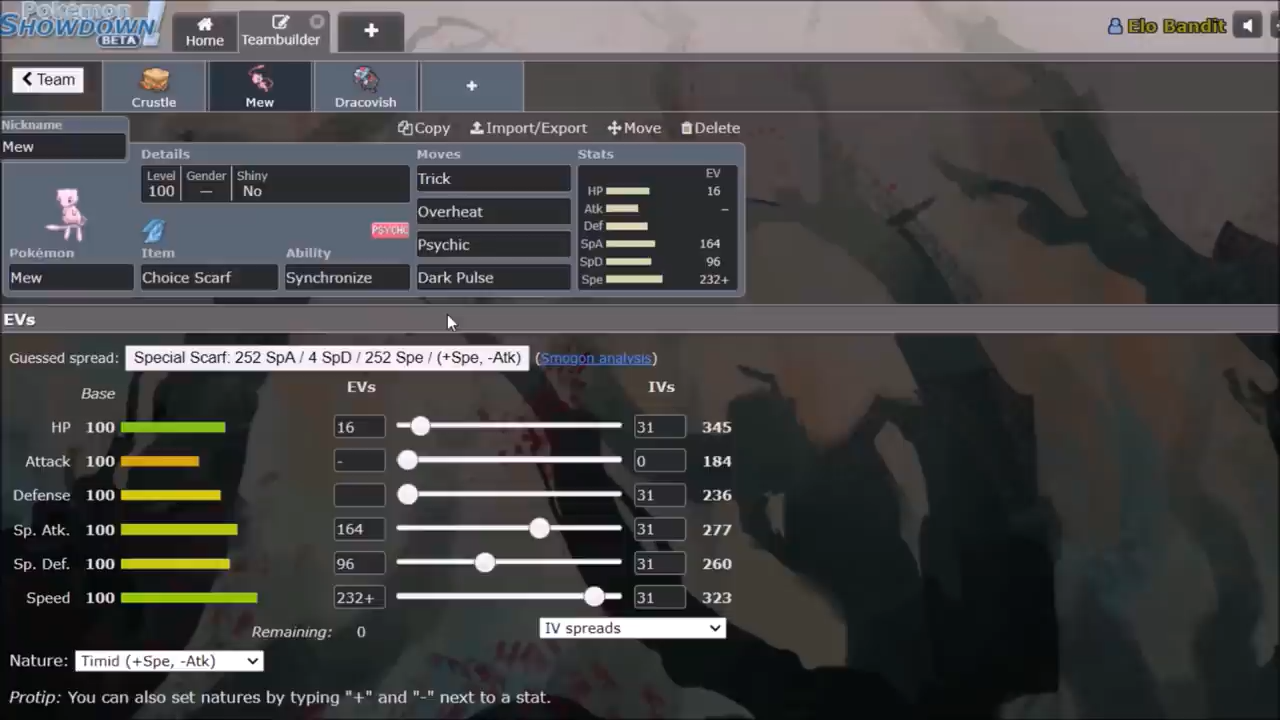 Pokémon
SHOWDOWN!
BETA
Home
Teambuilder
+
Elo Bandit
< Team
Crustle
Mew
Dracovish
+
Copy
Import/Export
Move
Delete
Nickname
Mew
Details
Level
100
Gender
—
Shiny
No
PSYCHC
Pokémon
Mew
Item
Choice Scarf
Ability
Synchronize
Moves
Trick
Overheat
Psychic
Dark Pulse
Stats
EV
HP 16
Atk –
Def
SpA 164
SpD 96
Spe 232+
EVs
Guessed spread: Special Scarf: 252 SpA / 4 SpD / 252 Spe / (+Spe, -Atk) (Smogon analysis)
Base EVs IVs
HP 100 16 31 345
Attack 100 - 0 184
Defense 100 31 236
Sp. Atk. 100 164 31 277
Sp. Def. 100 96 31 260
Speed 100 232+ 31 323
Remaining: 0
IV spreads
Nature: Timid (+Spe, -Atk)
Protip: You can also set natures by typing "+" and "-" next to a stat.